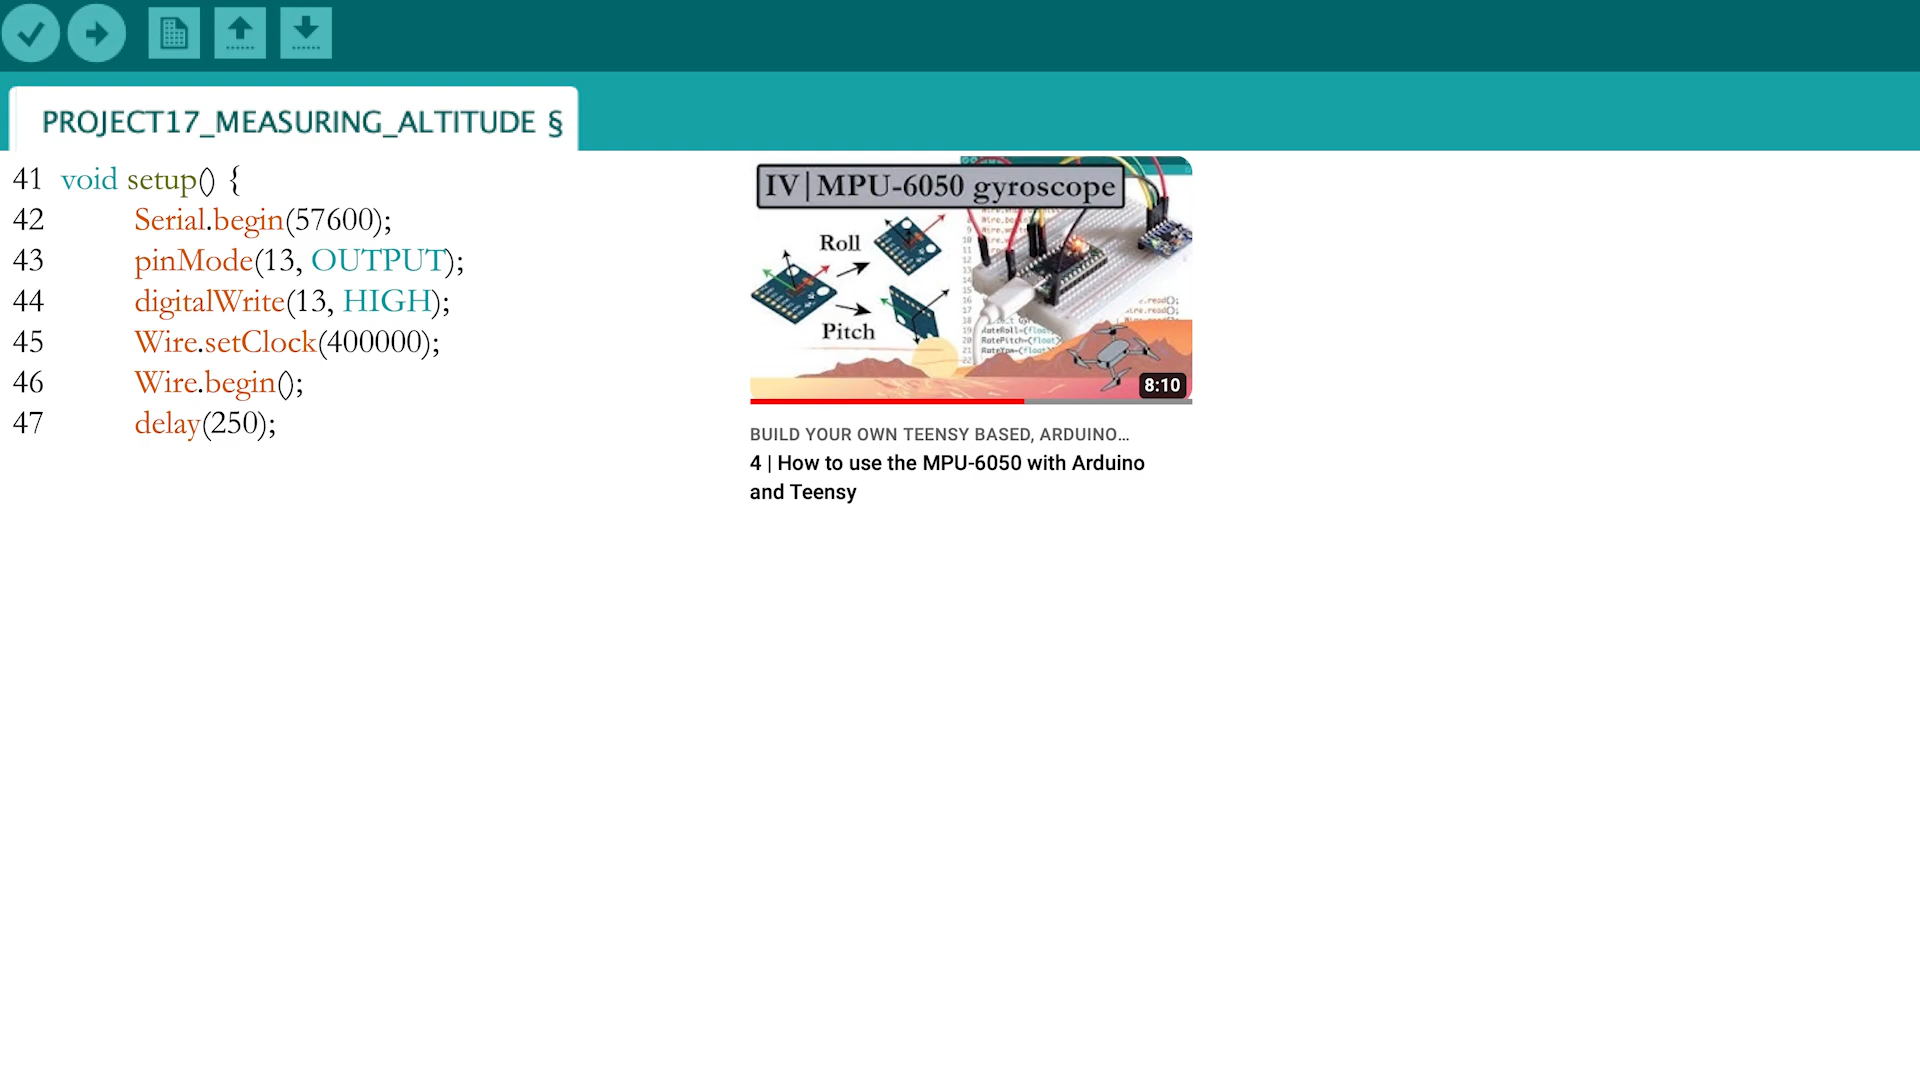 PROJECT17_MEASURING_ALTITUDE §
41 void setup() {
42 Serial.begin(57600);
43 pinMode(13, OUTPUT);
44 digitalWrite(13, HIGH);
45 Wire.setClock(400000);
46 Wire.begin();
47 delay(250);
IV|MPU-6050 gyroscope
Roll
Pitch
8:10
BUILD YOUR OWN TEENSY BASED, ARDUINO…
4 | How to use the MPU-6050 with Arduino
and Teensy